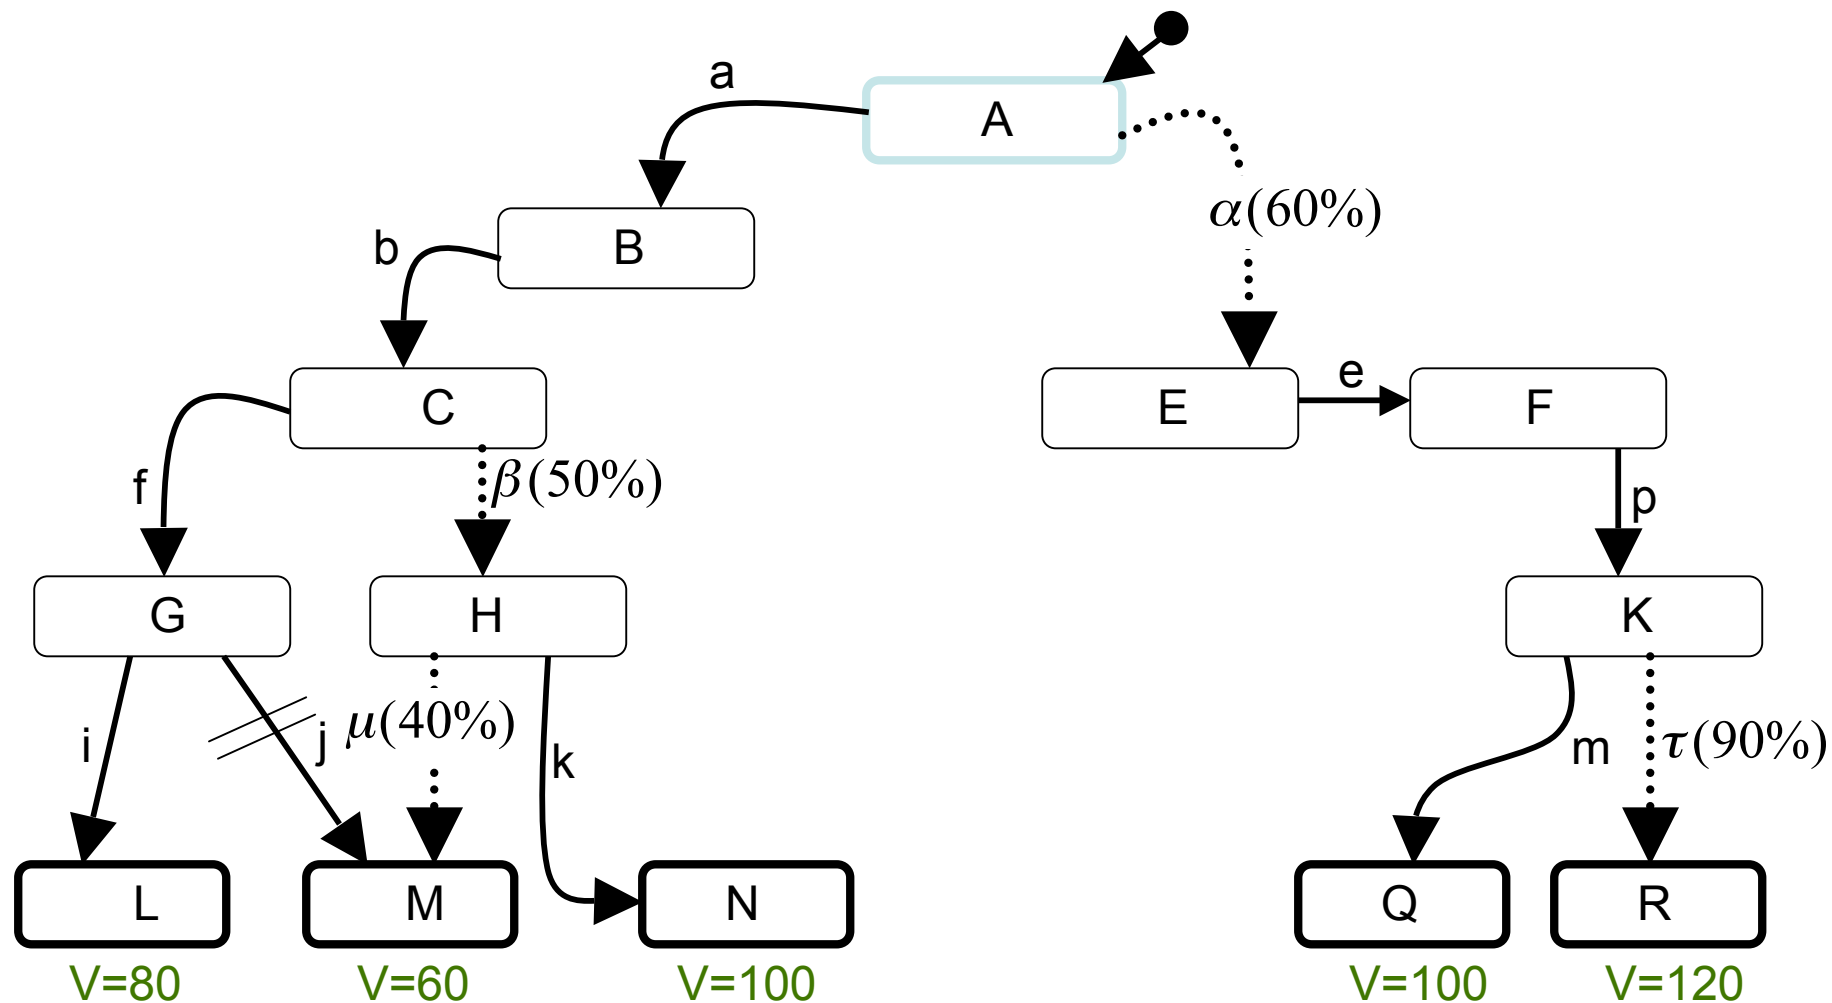 a
A
α(60%)
b
B
C
E
e
F
f
β(50%)
p
G
H
K
i
j
μ(40%)
k
m
τ(90%)
L
M
N
Q
R
V=80
V=60
V=100
V=100
V=120